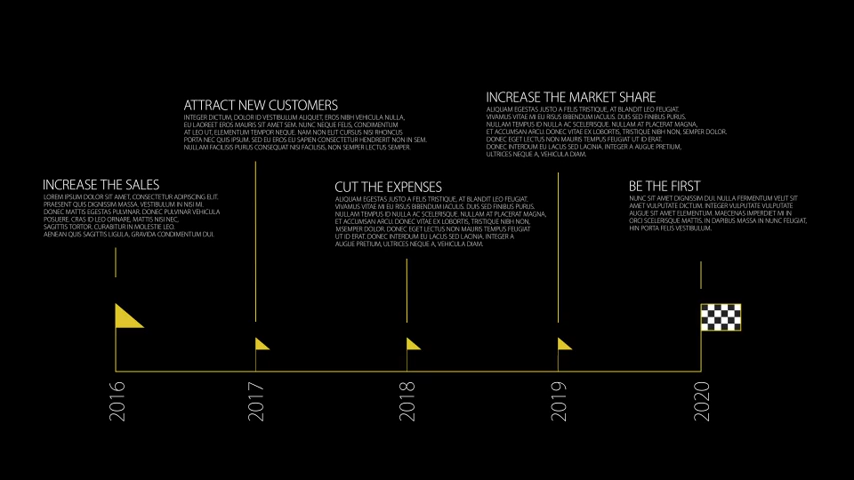 ATTRACT NEW CUSTOMERS
INTEGER DICTUM, DOLOR ID VESTIBULUM ALIQUET, EROS NIBH VEHICULA NULLA,
EU LAOREET EROS MAURIS SIT AMET SEM. NUNC NEQUE FELIS, CONDIMENTUM
AT LEO UT, ELEMENTUM TEMPOR NEQUE. NAM NON ELIT CURSUS NISI RHONCUS
PORTA NEC QUIS IPSUM. SED EU EROS EU SAPIEN CONSECTETUR HENDRERIT NON IN SEM.
NULLAM FACILISIS PURUS CONSEQUAT NISI FACILISIS, NON SEMPER LECTUS SEMPER.
INCREASE THE MARKET SHARE
ALIQUAM EGESTAS JUSTO A FELIS TRISTIQUE, AT BLANDIT LEO FEUGIAT.
VIVAMUS VITAE MI EU RISUS BIBENDUM IACULIS. DUIS SED FINIBUS PURUS.
NULLAM TEMPUS ID NULLA AC SCELERISQUE. NULLAM AT PLACERAT MAGNA,
ET ACCUMSAN ARCU. DONEC VITAE EX LOBORTIS, TRISTIQUE NIBH NON, SEMPER DOLOR.
DONEC EGET LECTUS NON MAURIS TEMPUS FEUGIAT UT ID ERAT.
DONEC INTERDUM EU LACUS SED LACINIA. INTEGER A AUGUE PRETIUM,
ULTRICES NEQUE A, VEHICULA DIAM.
INCREASE THE SALES
LOREM IPSUM DOLOR SIT AMET, CONSECTETUR ADIPISCING ELIT.
PRAESENT QUIS DIGNISSIM MASSA. VESTIBULUM IN NISI MI.
DONEC MATTIS EGESTAS PULVINAR. DONEC PULVINAR VEHICULA
POSUERE. CRAS ID LEO ORNARE, MATTIS NISI NEC,
SAGITTIS TORTOR. CURABITUR IN MOLESTIE LEO.
AENEAN QUIS SAGITTIS LIGULA, GRAVIDA CONDIMENTUM DUI.
CUT THE EXPENSES
ALIQUAM EGESTAS JUSTO A FELIS TRISTIQUE, AT BLANDIT LEO FEUGIAT.
VIVAMUS VITAE MI EU RISUS BIBENDUM IACULIS. DUIS SED FINIBUS PURUS.
NULLAM TEMPUS ID NULLA AC SCELERISQUE. NULLAM AT PLACERAT MAGNA,
ET ACCUMSAN ARCU. DONEC VITAE EX LOBORTIS, TRISTIQUE NIBH NON,
MSEMPER DOLOR. DONEC EGET LECTUS NON MAURIS TEMPUS FEUGIAT
UT ID ERAT. DONEC INTERDUM EU LACUS SED LACINIA. INTEGER A
AUGUE PRETIUM, ULTRICES NEQUE A, VEHICULA DIAM.
BE THE FIRST
NUNC SIT AMET DIGNISSIM DUI. NULLA FERMENTUM VELIT SIT
AMET VULPUTATE DICTUM. INTEGER VULPUTATE VULPUTATE
AUGUE SIT AMET ELEMENTUM. MAECENAS IMPERDIET MI IN
ORCI SCELERISQUE MATTIS. IN DAPIBUS MASSA IN NUNC FEUGIAT,
HIN PORTA FELIS VESTIBULUM.
2016
2017
2018
2019
2020